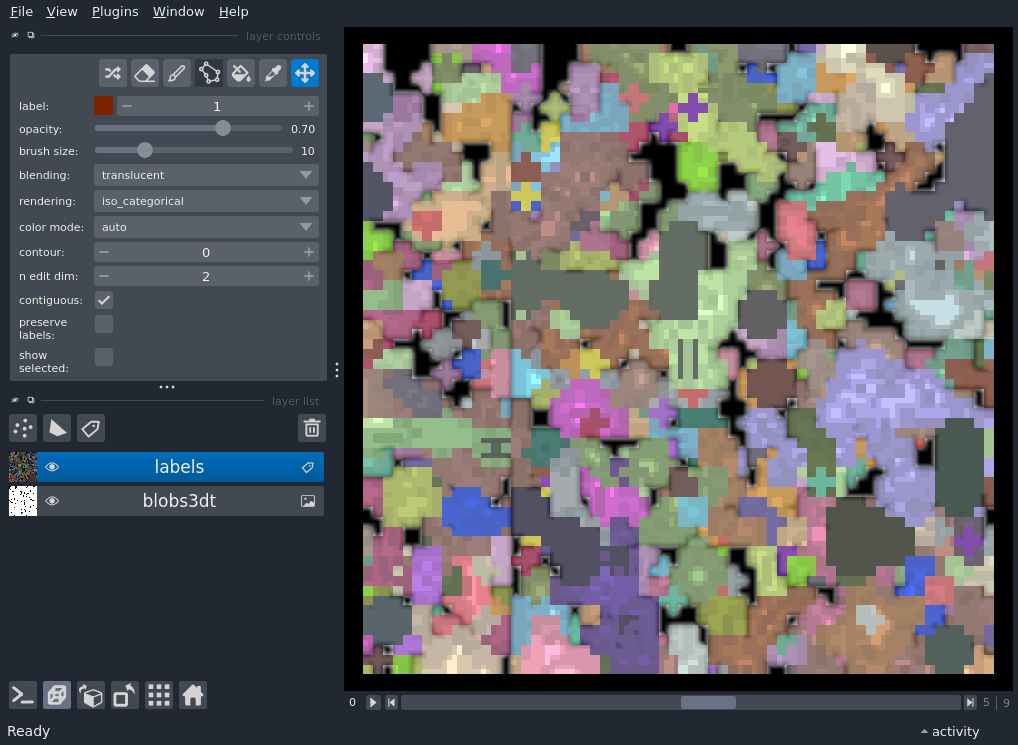 File View Plugins Window Help
layer controls
label: 1
opacity: 0.70
brush size: 10
blending: translucent
rendering: iso_categorical
color mode: auto
contour: 0
n edit dim: 2
contiguous:
preserve
labels:
show
selected:
layer list
labels
blobs3dt
0 5 9
Ready activity